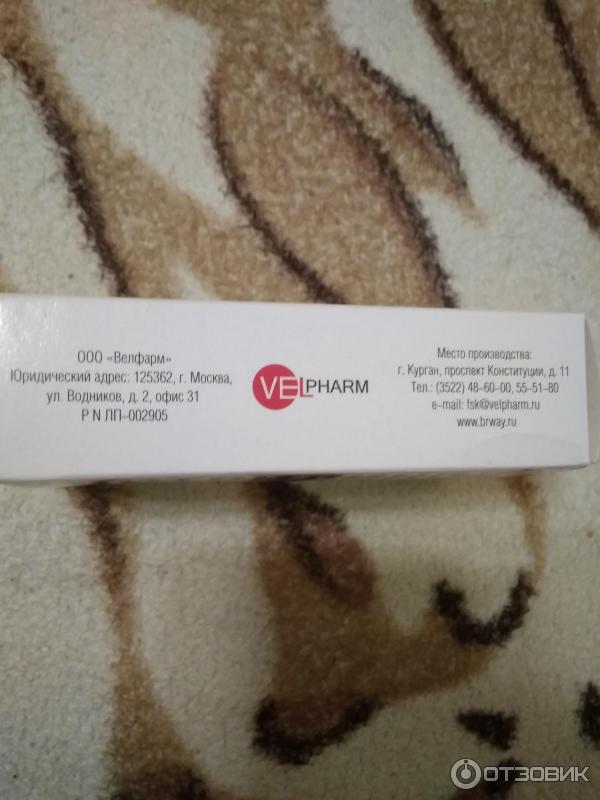 ООО «Велфарм»
Юридический адрес: 125362, г. Москва,
ул. Водников, д. 2, офис 31
Р N ЛП–002905
VELPHARM
Место производства:
г. Курган, проспект Конституции, д. 11
Тел.: (3522) 48–60–00, 55–51–80
e–mail: fsk@velpharm.ru
www.brway.ru
ОТЗОВИК